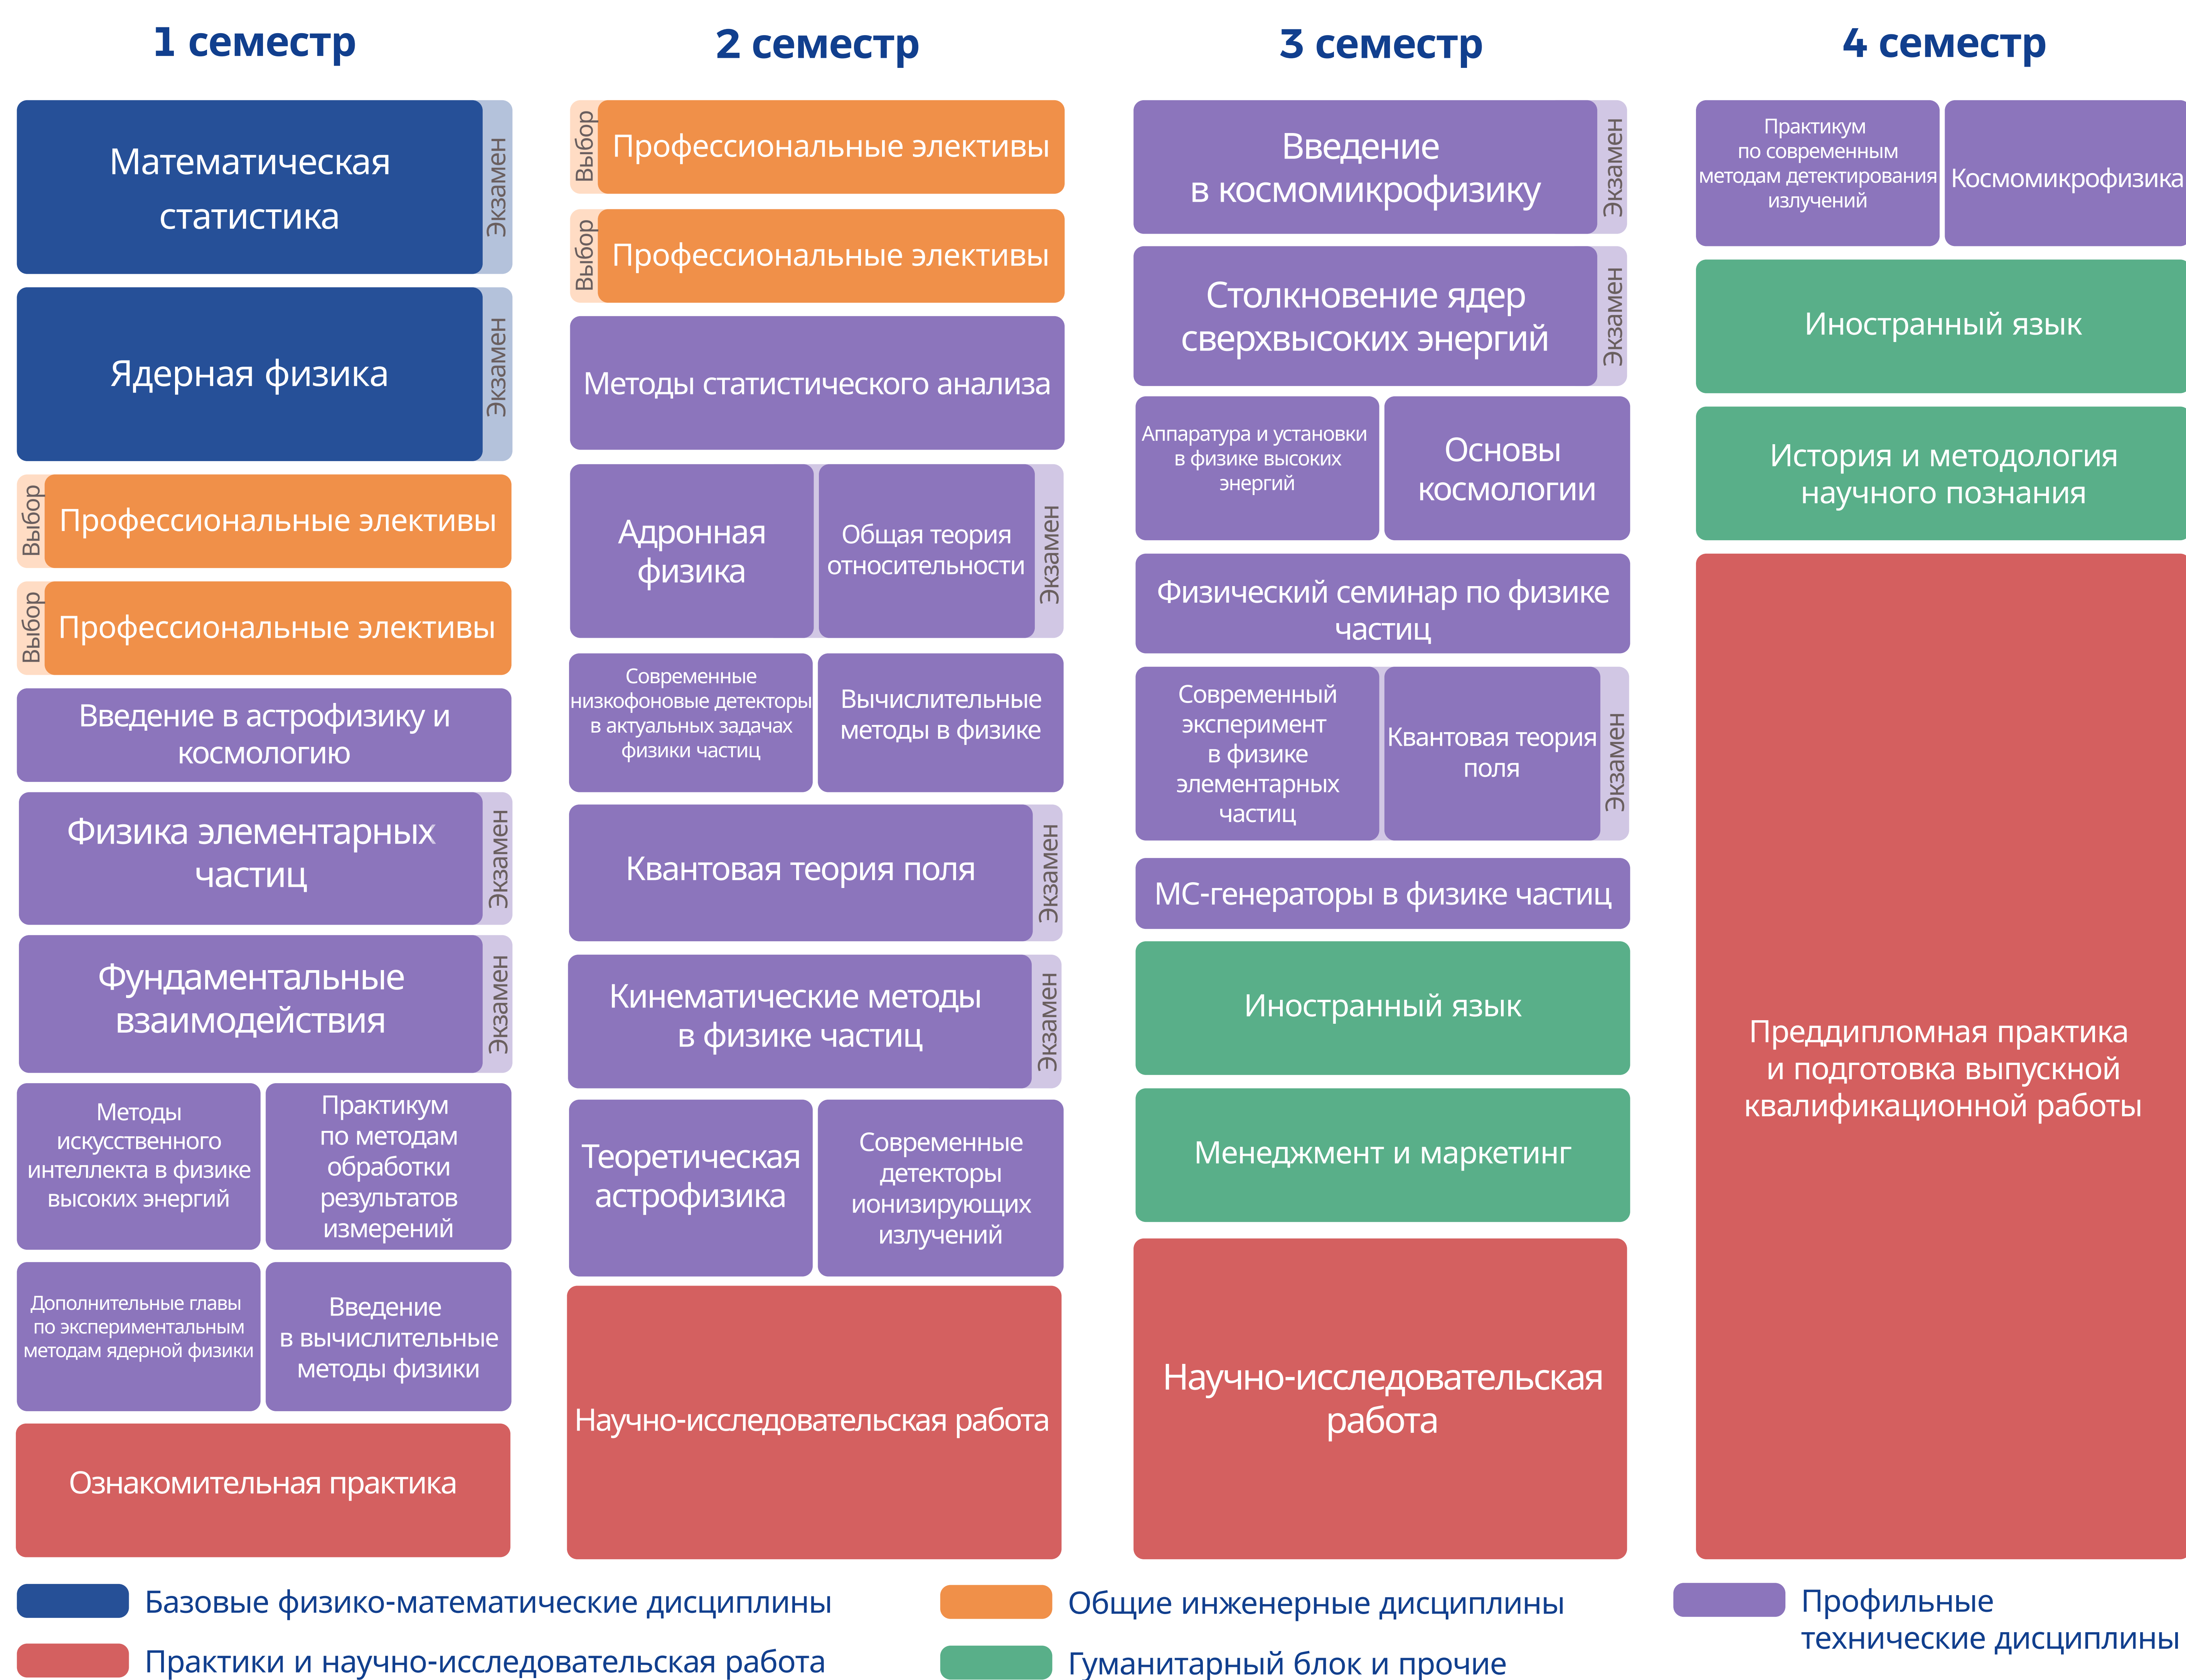 1 семестр
Математическая
статистика
Экзамен
Ядерная физика
Экзамен
Выбор
Профессиональные элективы
Выбор
Профессиональные элективы
Введение в астрофизику и
космологию
Физика элементарных
частиц
Экзамен
Фундаментальные
взаимодействия
Экзамен
Методы
искусственного
интеллекта в физике
высоких энергий
Практикум
по методам
обработки
результатов
измерений
Дополнительные главы
по экспериментальным
методам ядерной физики
Введение
в вычислительные
методы физики
Ознакомительная практика
2 семестр
Выбор
Профессиональные элективы
Выбор
Профессиональные элективы
Методы статистического анализа
Адронная
физика
Общая теория
относительности
Экзамен
Современные
низкофоновые детекторы
в актуальных задачах
физики частиц
Вычислительные
методы в физике
Квантовая теория поля
Экзамен
Кинематические методы
в физике частиц
Экзамен
Теоретическая
астрофизика
Современные
детекторы
ионизирующих
излучений
Научно-исследовательская работа
3 семестр
Введение
в космомикрофизику
Экзамен
Столкновение ядер
сверхвысоких энергий
Экзамен
Аппаратура и установки
в физике высоких
энергий
Основы
космологии
Физический семинар по физике
частиц
Современный
эксперимент
в физике
элементарных
частиц
Квантовая теория
поля
Экзамен
МС-генераторы в физике частиц
Иностранный язык
Менеджмент и маркетинг
Научно-исследовательская
работа
4 семестр
Практикум
по современным
методам детектирования
излучений
Космомикрофизика
Иностранный язык
История и методология
научного познания
Преддипломная практика
и подготовка выпускной
квалификационной работы
Базовые физико-математические дисциплины
Общие инженерные дисциплины
Профильные
технические дисциплины
Практики и научно-исследовательская работа
Гуманитарный блок и прочие